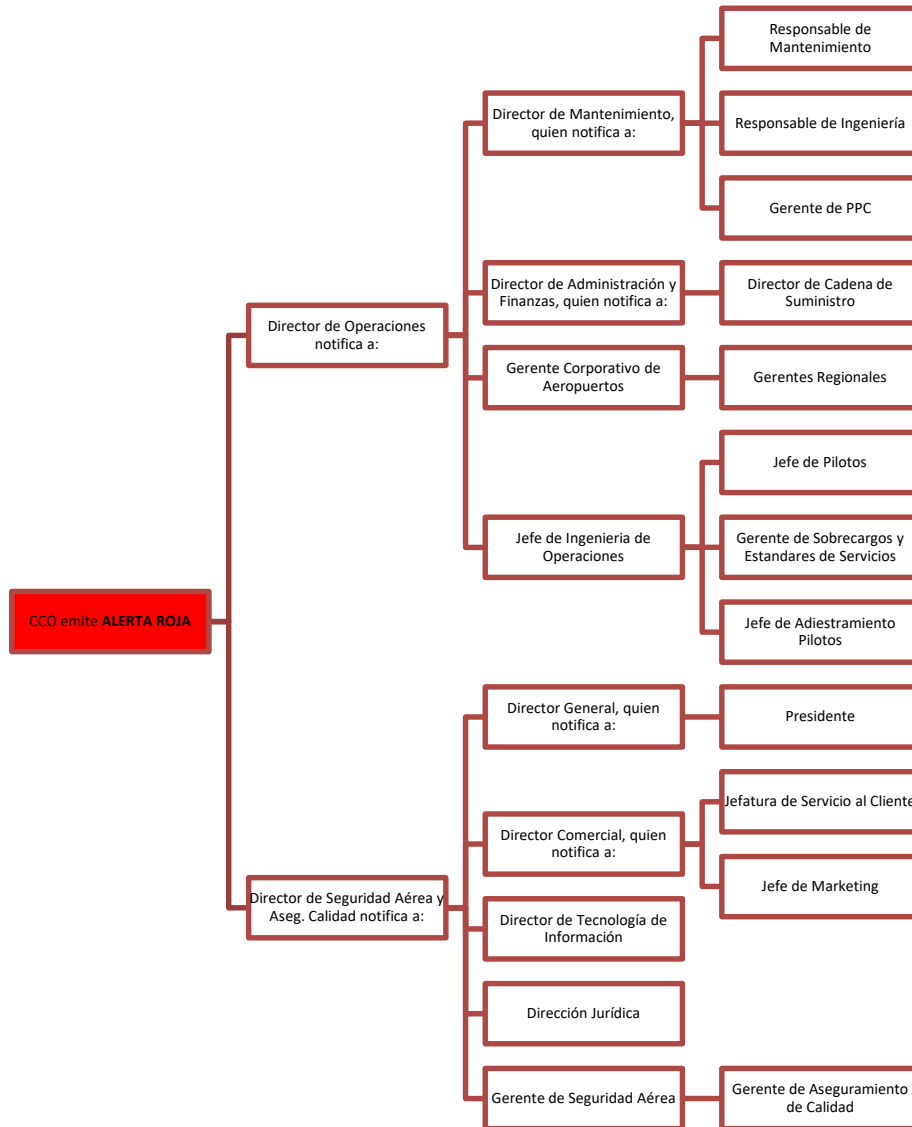 CCO emite ALERTA ROJA
Director de Operaciones
notifica a:
Director de Mantenimiento,
quien notifica a:
Responsable de
Mantenimiento
Responsable de Ingeniería
Gerente de PPC
Director de Administración y
Finanzas, quien notifica a:
Director de Cadena de
Suministro
Gerente Corporativo de
Aeropuertos
Gerentes Regionales
Jefe de Ingenieria de
Operaciones
Jefe de Pilotos
Gerente de Sobrecargos y
Estandares de Servicios
Jefe de Adiestramiento
Pilotos
Director de Seguridad Aérea y
Aseg. Calidad notifica a:
Director General, quien
notifica a:
Presidente
Director Comercial, quien
notifica a:
Jefatura de Servicio al Cliente
Jefe de Marketing
Director de Tecnología de
Información
Dirección Jurídica
Gerente de Seguridad Aérea
Gerente de Aseguramiento
de Calidad